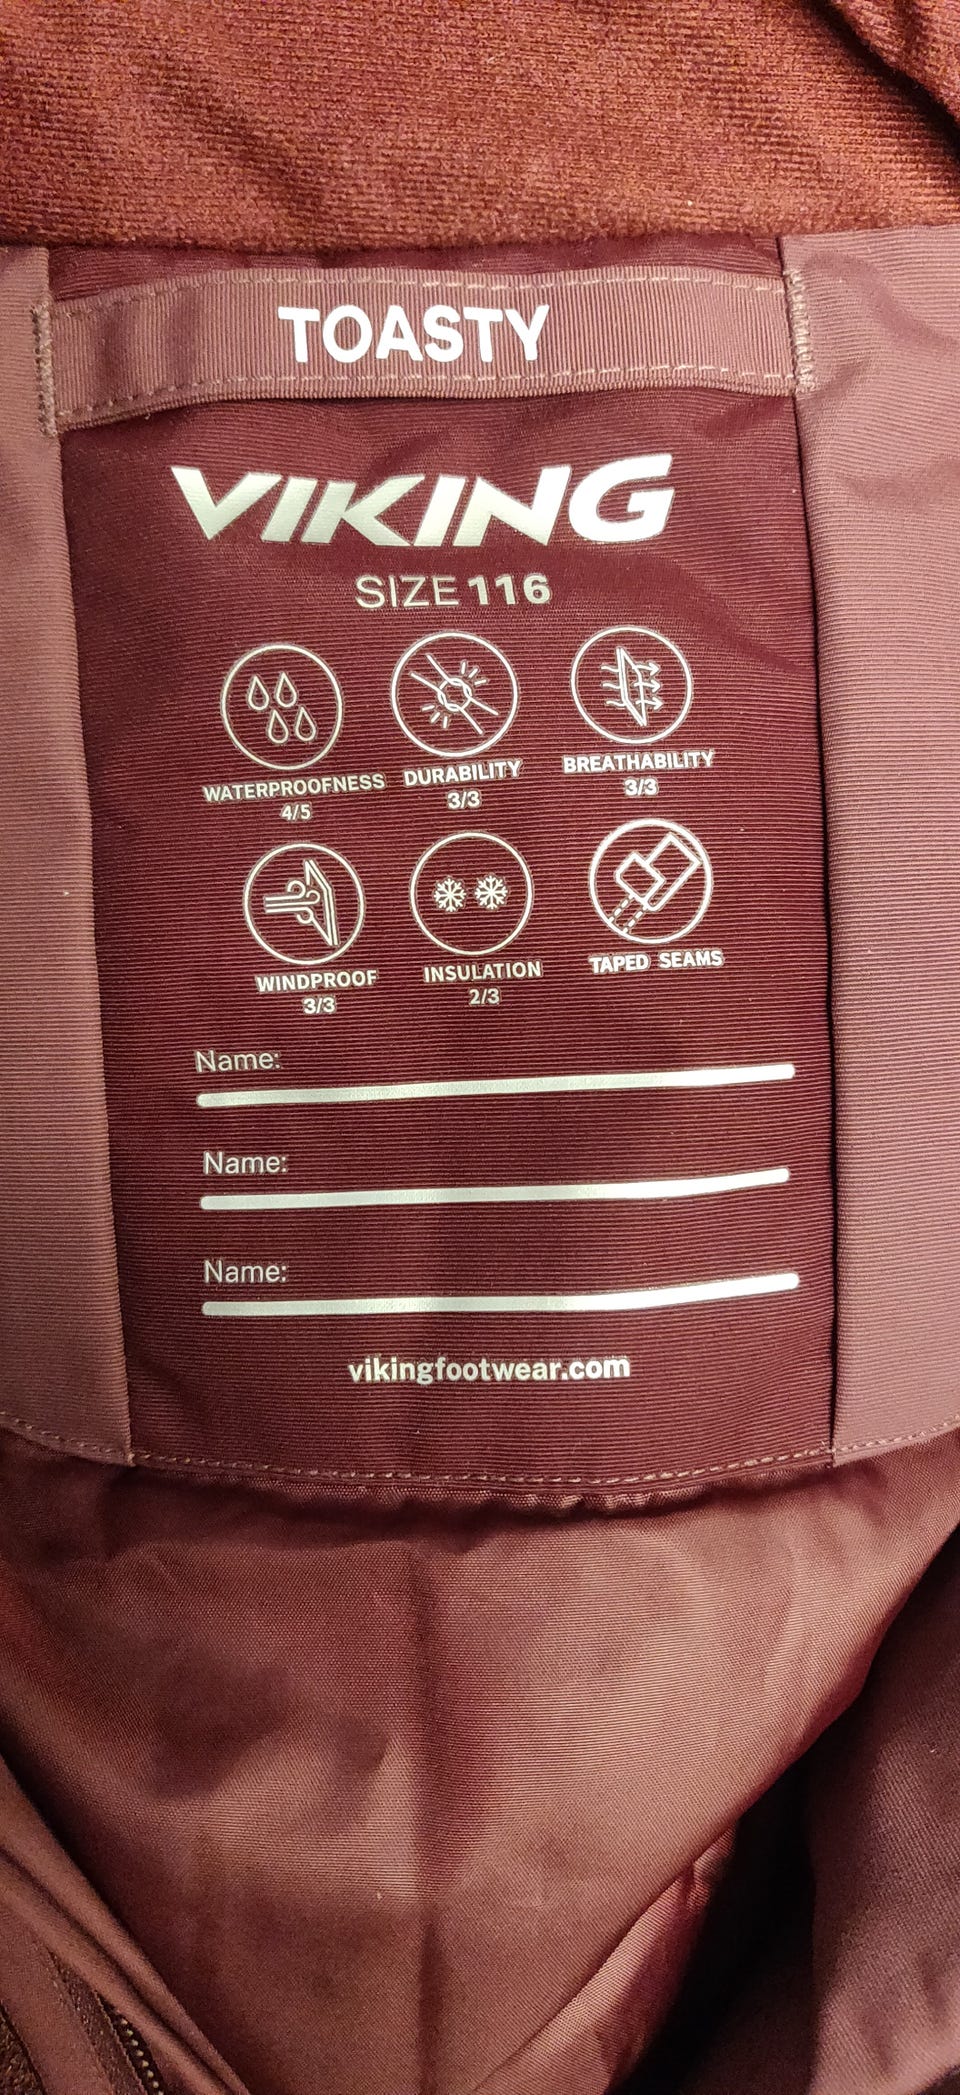 TOASTY
VIKING
SIZE 116
WATERPROOFNESS DURABILITY BREATHABILITY
4/5 3/3 3/3
WINDPROOF INSULATION TAPED SEAMS
3/3 2/3
Name:
Name:
Name:
vikingfootwear.com